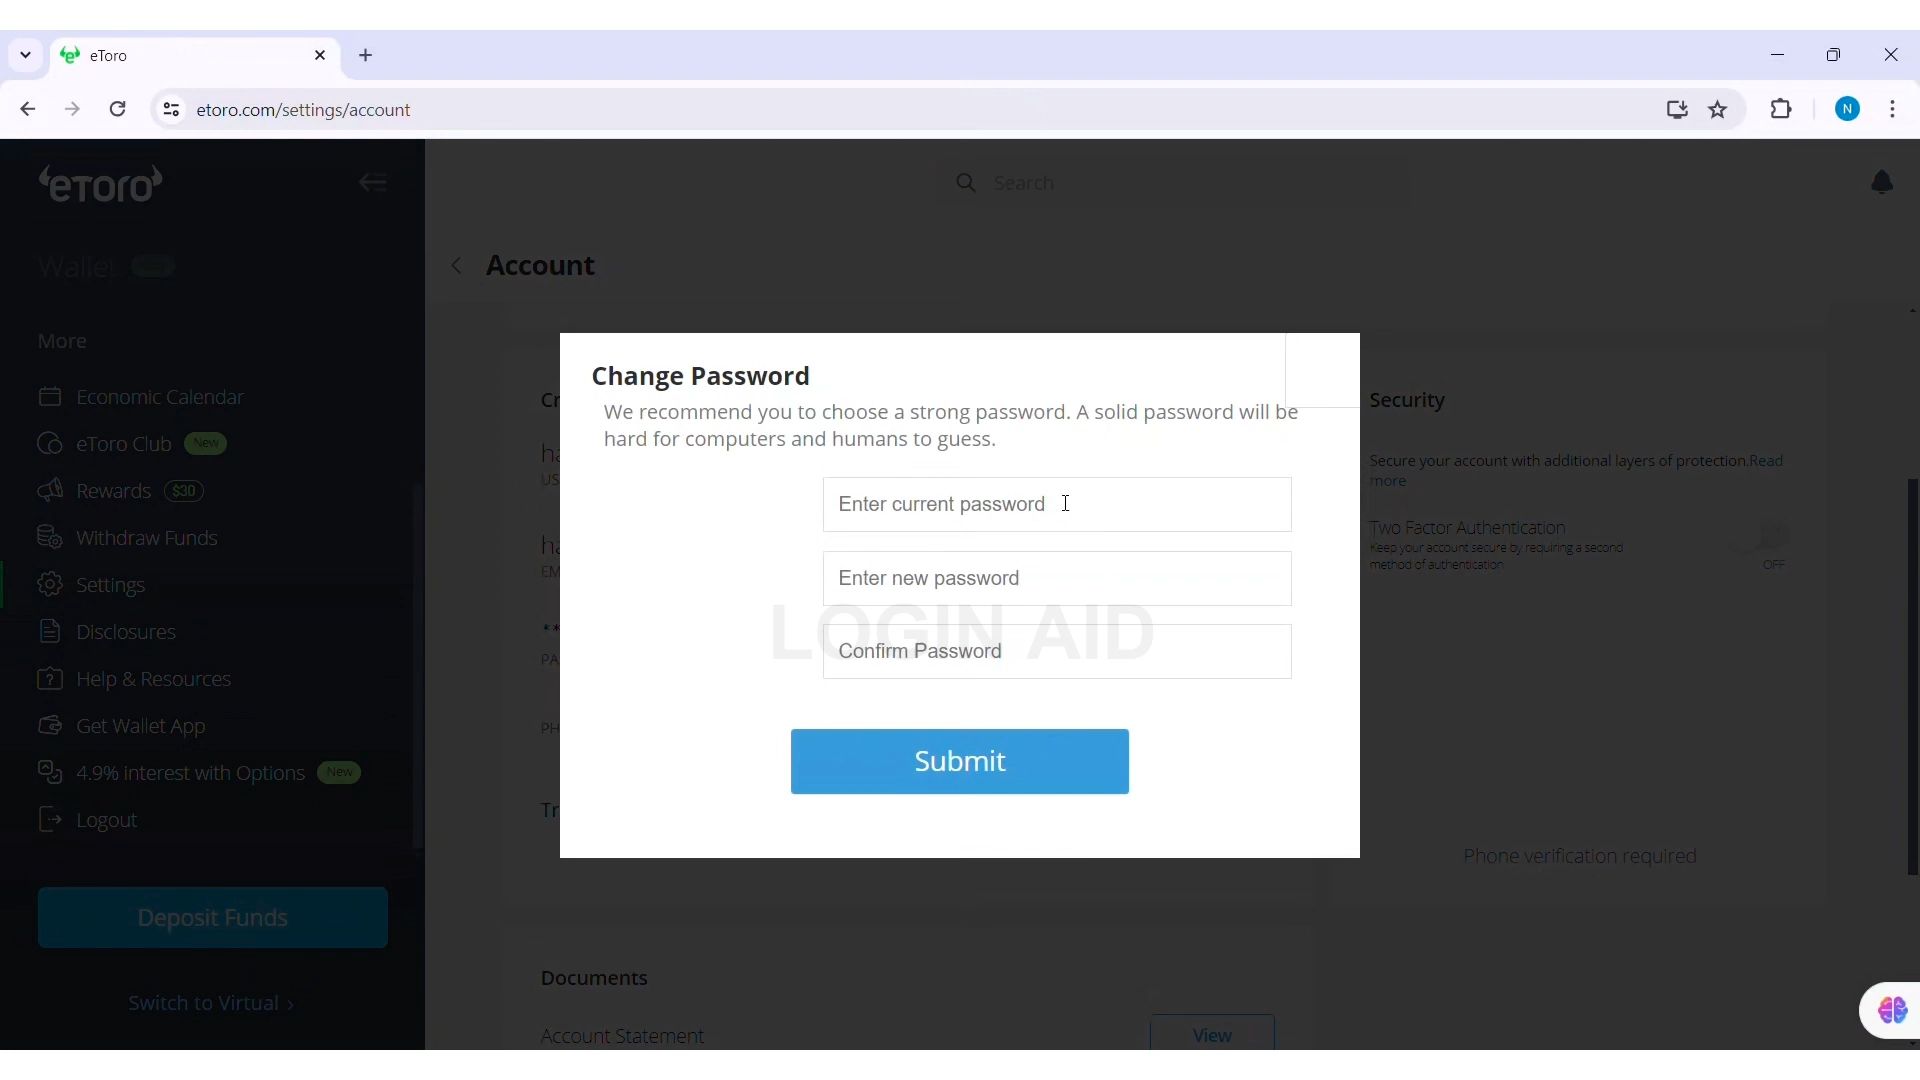 eToro
etoro.com/settings/account
N
eToro
Search
Wallet
Account
More
Economic Calendar
eToro Club New
Rewards $30
Withdraw Funds
Settings
Disclosures
Help & Resources
Get Wallet App
4.9% interest with Options New
Logout
Deposit Funds
Switch to Virtual
Change Password
We recommend you to choose a strong password. A solid password will be
hard for computers and humans to guess.
Enter current password
Enter new password
Confirm Password
LOGIN AID
Submit
Cr
ha
US
ha
EM
**
PA
PH
Tr
Security
Secure your account with additional layers of protection.Read
more
Two Factor Authentication
Keep your account secure by requiring a second
method of authentication
OFF
Phone verification required
Documents
Account Statement
View